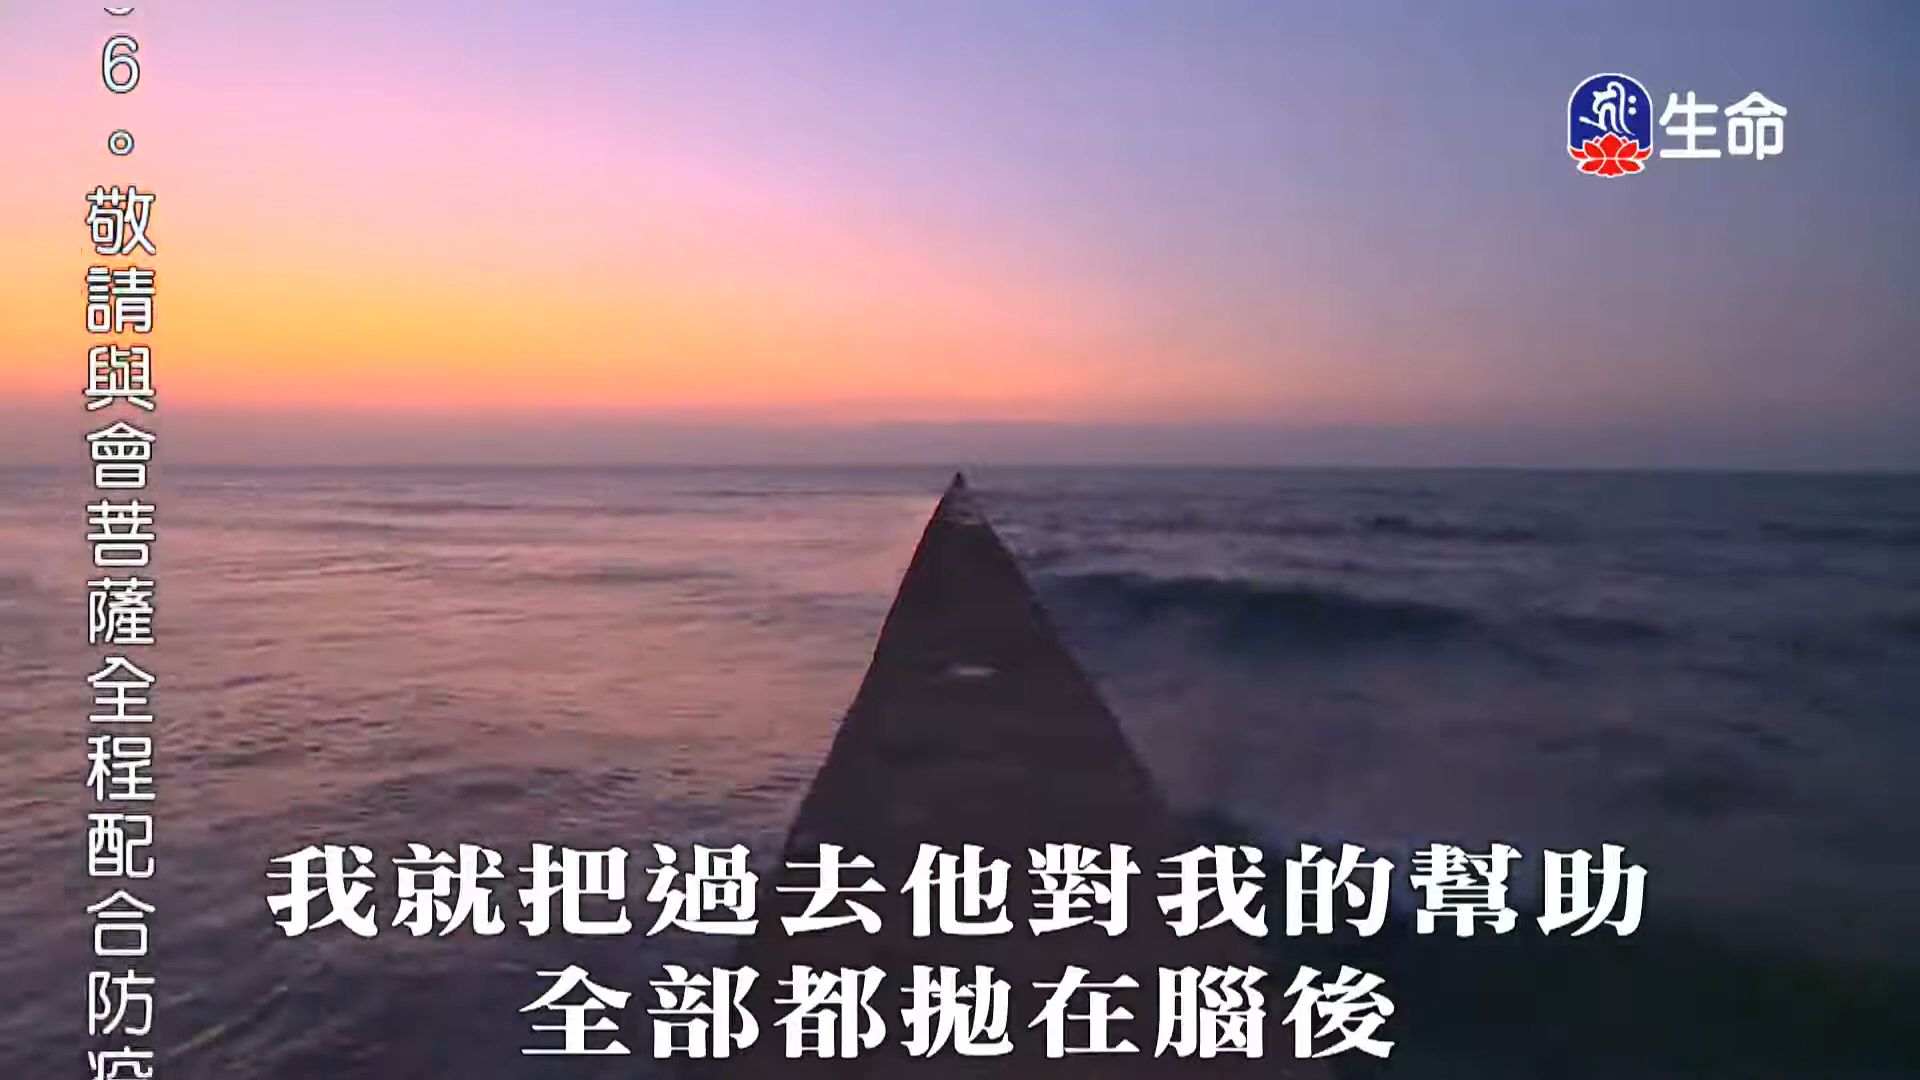 6。敬請與會菩薩全程配合防疫
生命
我就把過去他對我的幫助
全部都拋在腦後